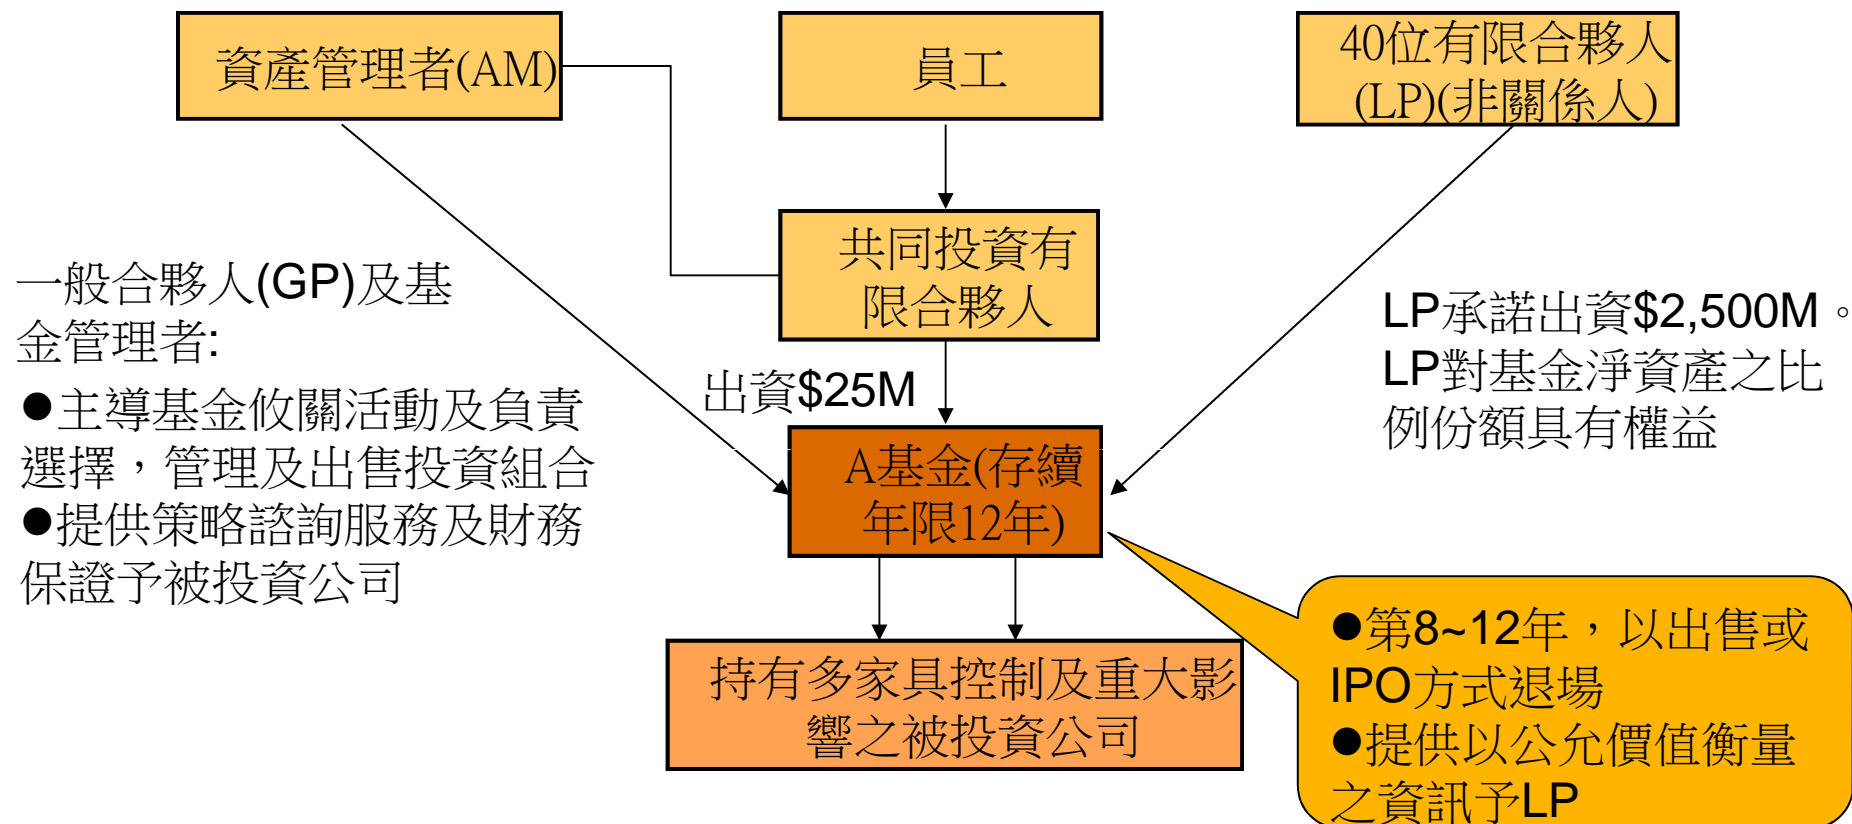 資產管理者(AM)
員工
40位有限合夥人
(LP)(非關係人)
共同投資有
限合夥人
一般合夥人(GP)及基
金管理者:
●主導基金攸關活動及負責
選擇，管理及出售投資組合
●提供策略諮詢服務及財務
保證予被投資公司
出資$25M
LP承諾出資$2,500M。
LP對基金淨資產之比
例份額具有權益
A基金(存續
年限12年)
持有多家具控制及重大影
響之被投資公司
●第8~12年，以出售或
IPO方式退場
●提供以公允價值衡量
之資訊予LP